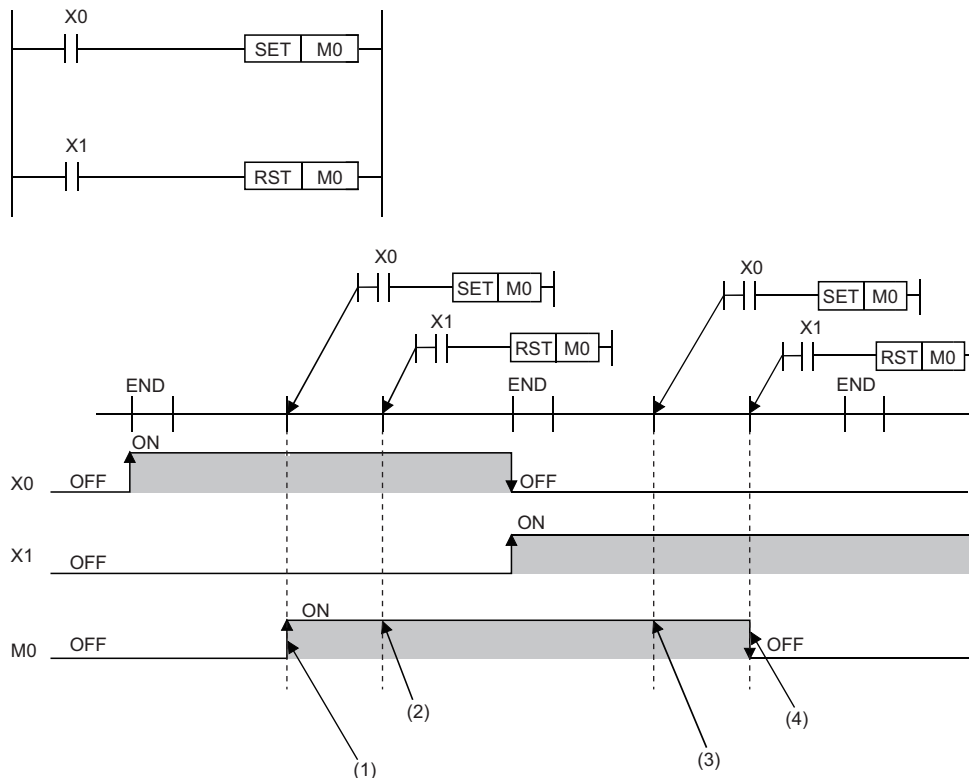 X0
SET M0
X1
RST M0
X0
SET M0
X1
RST M0
X0
SET M0
X1
RST M0
END
END
END
X0
OFF
ON
OFF
X1
OFF
ON
M0
OFF
ON
OFF
(1)
(2)
(3)
(4)